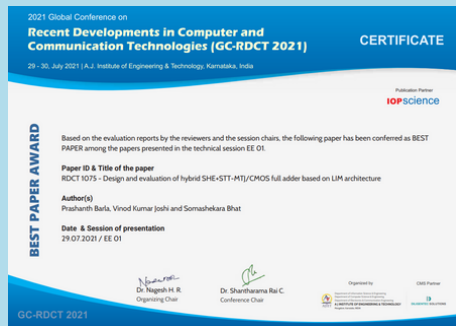 2021 Global Conference on
Recent Developments in Computer and
Communication Technologies (GC-RDCT 2021)
CERTIFICATE
29 - 30, July 2021 | A.J. Institute of Engineering & Technology, Karnataka, India
Publication Partner
IOPscience
BEST PAPER AWARD
Based on the evaluation reports by the reviewers and the session chairs, the following paper has been conferred as BEST
PAPER among the papers presented in the technical session EE 01.
Paper ID & Title of the paper
RDCT 1075 - Design and evaluation of hybrid SHE+STT-MTJ/CMOS full adder based on LIM architecture
Author(s)
Prashanth Barla, Vinod Kumar Joshi and Somashekara Bhat
Date & Session of presentation
29.07.2021 / EE 01
Dr. Nagesh H. R.
Organizing Chair
Dr. Shantharama Rai C.
Conference Chair
Organized by
CMS Partner
A J INSTITUTE OF ENGINEERING & TECHNOLOGY
GC-RDCT 2021